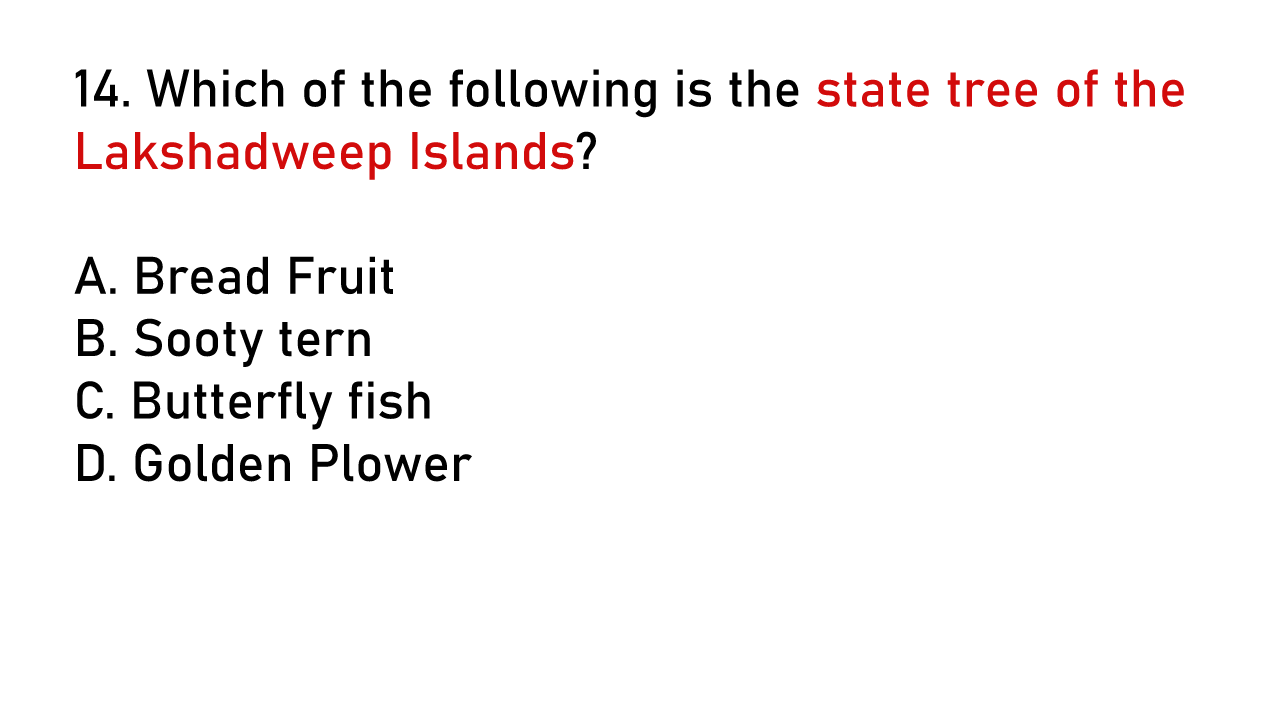 14. Which of the following is the state tree of the
Lakshadweep Islands?
A. Bread Fruit
B. Sooty tern
C. Butterfly fish
D. Golden Plower